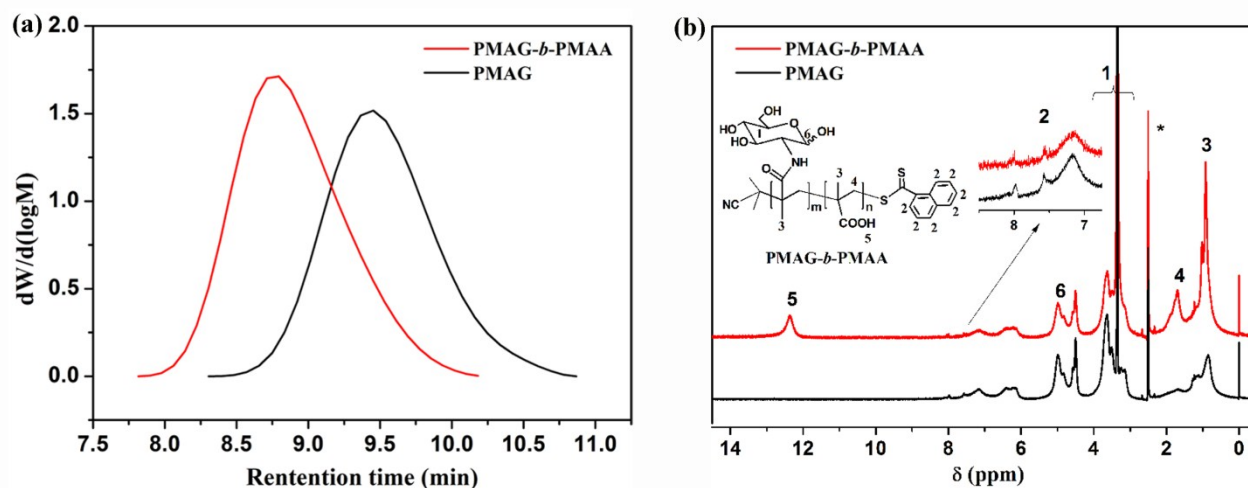 (a)
2.0
1.5
1.0
0.5
0.0
dW/d(logM)
PMAG-b-PMAA
PMAG
7.5 8.0 8.5 9.0 9.5 10.0 10.5 11.0
Rentention time (min)
(b)
PMAG-b-PMAA
PMAG
1
2
*
3
OH
HO 1 O 6 OH
HO
NH
O
3 4 S 2 2
NC m n S 2 2
3 COOH 2 2 2
5
PMAG-b-PMAA
8 7
5
6
4
14 12 10 8 6 4 2 0
δ (ppm)